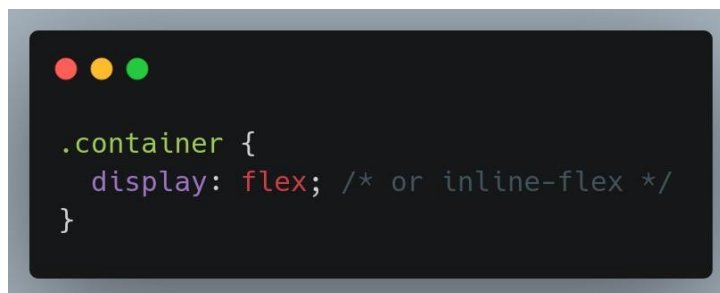 .container {
  display: flex; /* or inline-flex */
}